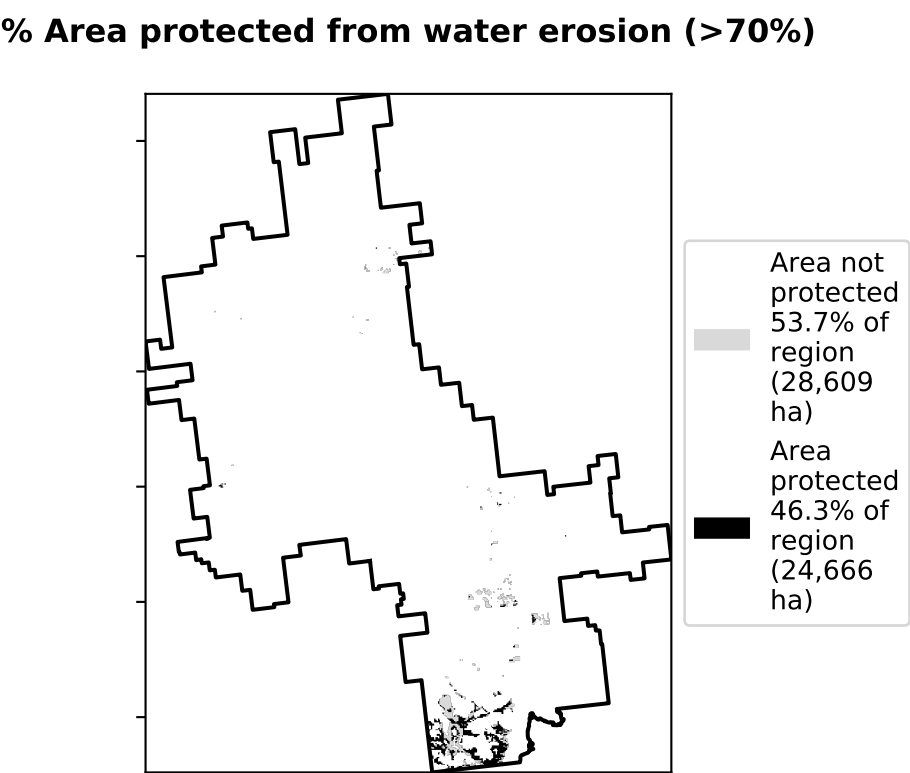 % Area protected from water erosion (>70%)
Area not
protected
53.7% of
region
(28,609
ha)
Area
protected
46.3% of
region
(24,666
ha)